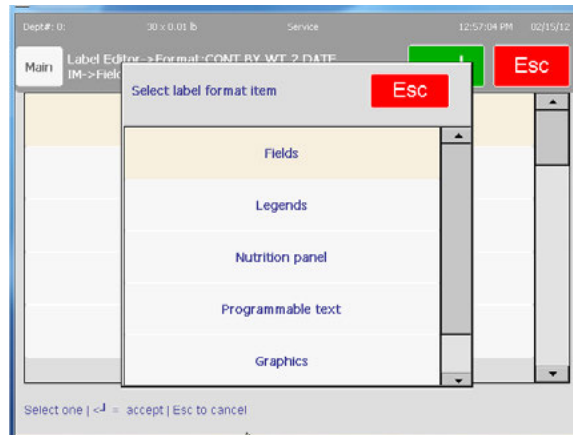 Dept#: 0: 30 x 0.01 lb Service 12:57:04 PM 02/15/12
Main Label Editor->Format:CONT BY WT 2 DATE Esc
IM->Field
Select label format item Esc
Fields
Legends
Nutrition panel
Programmable text
Graphics
Select one | <┘ = accept | Esc to cancel